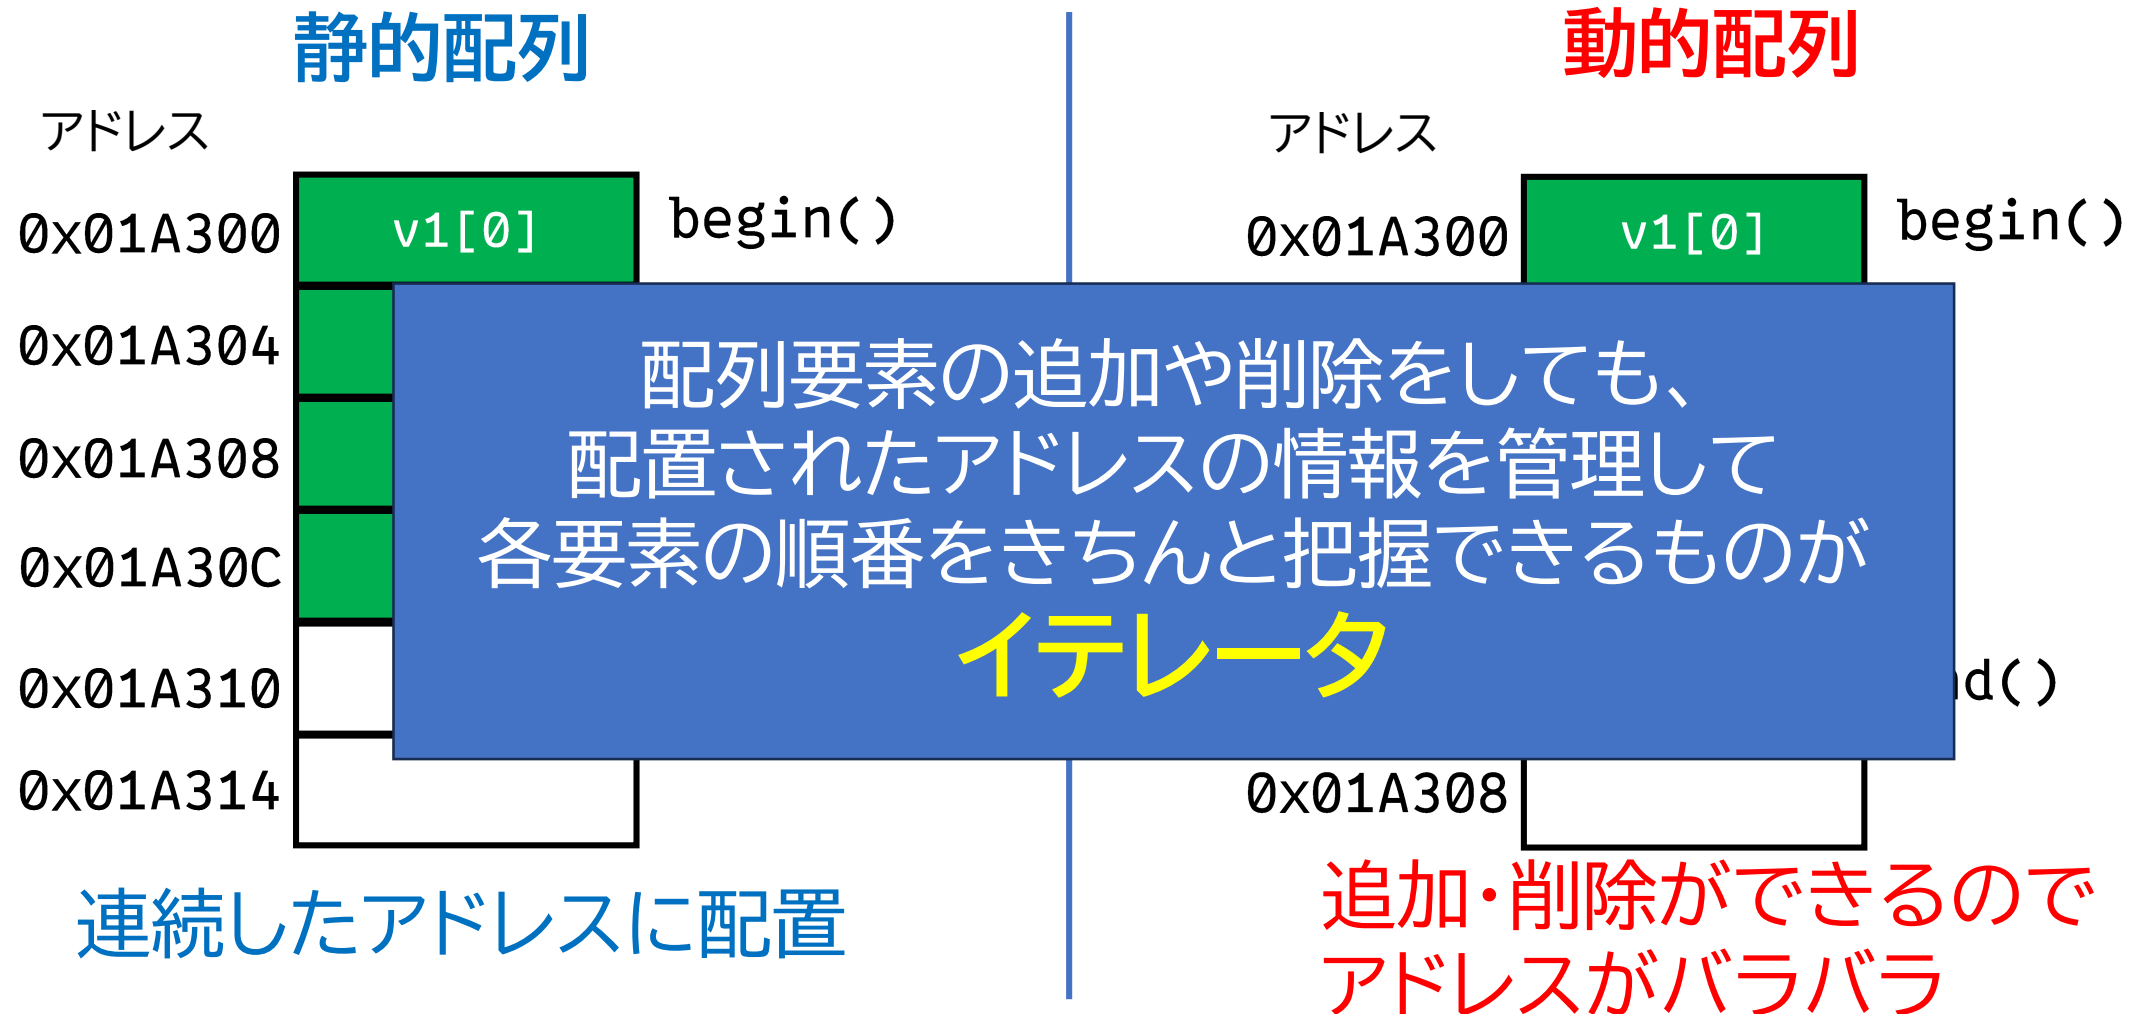 静的配列
アドレス
0x01A300
v1[0]
begin()
0x01A304
0x01A308
0x01A30C
0x01A310
0x01A314
連続したアドレスに配置
動的配列
アドレス
0x01A300
v1[0]
begin()
配列要素の追加や削除をしても、
配置されたアドレスの情報を管理して
各要素の順番をきちんと把握できるものが
イテレータ
d()
0x01A308
追加・削除ができるので
アドレスがバラバラ